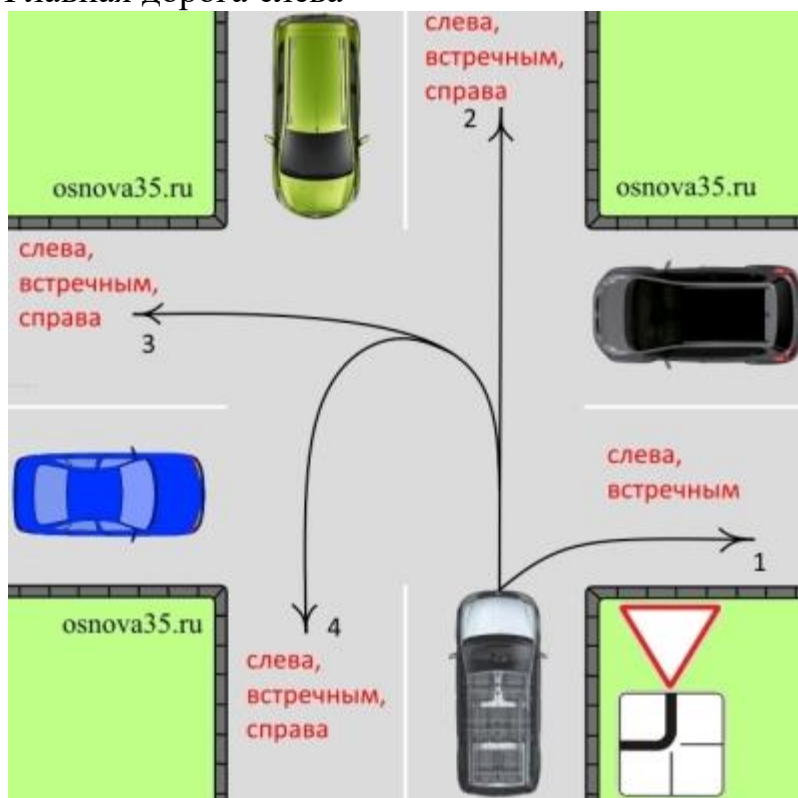 Главная дорога слева
слева,
встречным,
справа
2
osnova35.ru
osnova35.ru
слева,
встречным,
справа
3
слева,
встречным
1
osnova35.ru
4
слева,
встречным,
справа